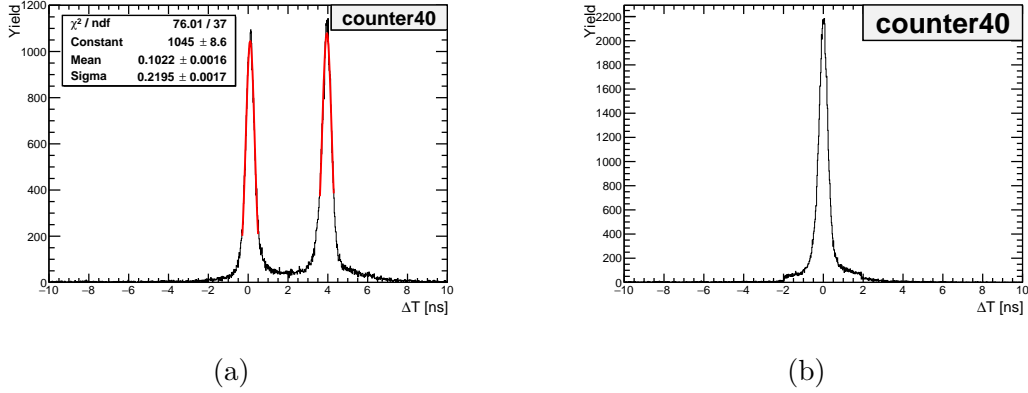 counter40
χ² / ndf 76.01 / 37
Constant 1045 ± 8.6
Mean 0.1022 ± 0.0016
Sigma 0.2195 ± 0.0017
Yield
1200
1000
800
600
400
200
0
−10 −8 −6 −4 −2 0 2 4 6 8 10
ΔT [ns]
(a)
counter40
Yield
2200
2000
1800
1600
1400
1200
1000
800
600
400
200
0
−10 −8 −6 −4 −2 0 2 4 6 8 10
ΔT [ns]
(b)